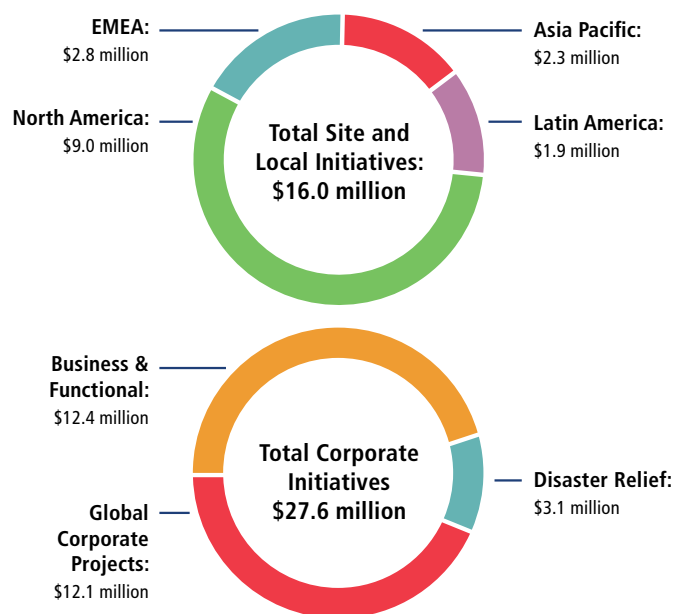 EMEA:
$2.8 million
Asia Pacific:
$2.3 million
North America:
$9.0 million
Total Site and
Local Initiatives:
$16.0 million
Latin America:
$1.9 million
Business &
Functional:
$12.4 million
Total Corporate
Initiatives
$27.6 million
Disaster Relief:
$3.1 million
Global
Corporate
Projects:
$12.1 million